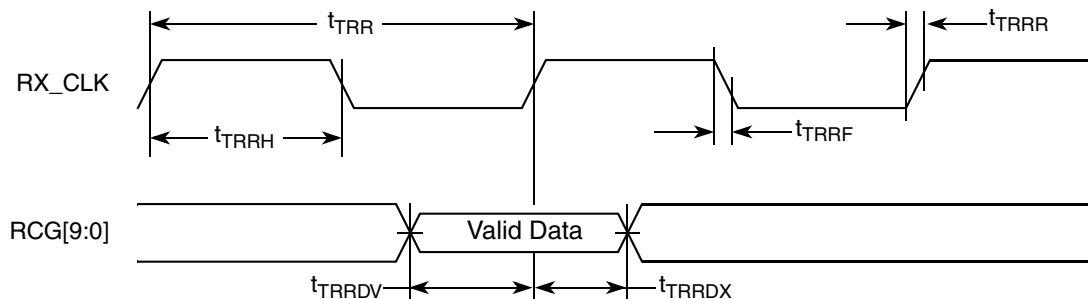 tTRR
tTRRR
RX_CLK
tTRRH
tTRRF
RCG[9:0]
Valid Data
tTRRDV
tTRRDX